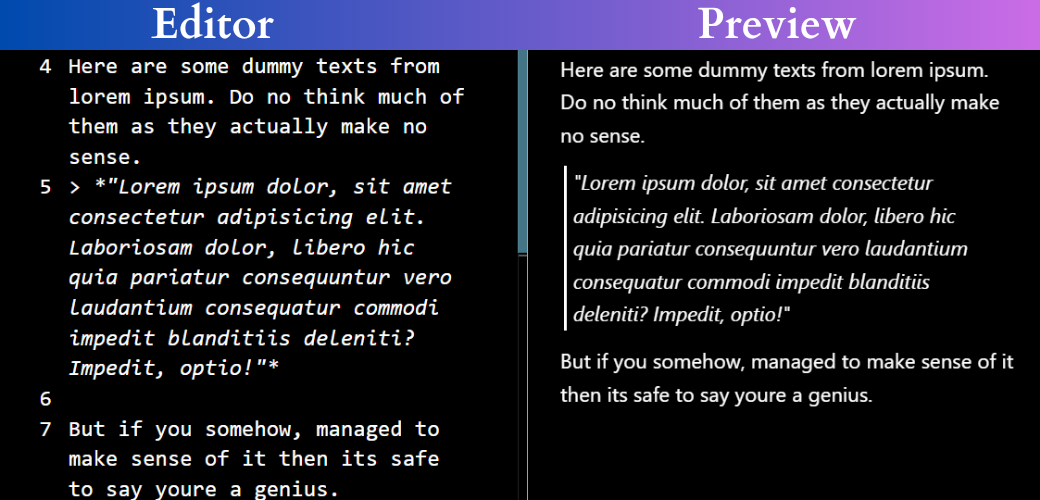 Editor
Preview
4 Here are some dummy texts from
lorem ipsum. Do no think much of
them as they actually make no
sense.
5 > *"Lorem ipsum dolor, sit amet
consectetur adipisicing elit.
Laboriosam dolor, libero hic
quia pariatur consequuntur vero
laudantium consequatur commodi
impedit blanditiis deleniti?
Impedit, optio!"*
6
7 But if you somehow, managed to
make sense of it then its safe
to say youre a genius.
Here are some dummy texts from lorem ipsum.
Do no think much of them as they actually make
no sense.
"Lorem ipsum dolor, sit amet consectetur
adipisicing elit. Laboriosam dolor, libero hic
quia pariatur consequuntur vero laudantium
consequatur commodi impedit blanditiis
deleniti? Impedit, optio!"
But if you somehow, managed to make sense of it
then its safe to say youre a genius.